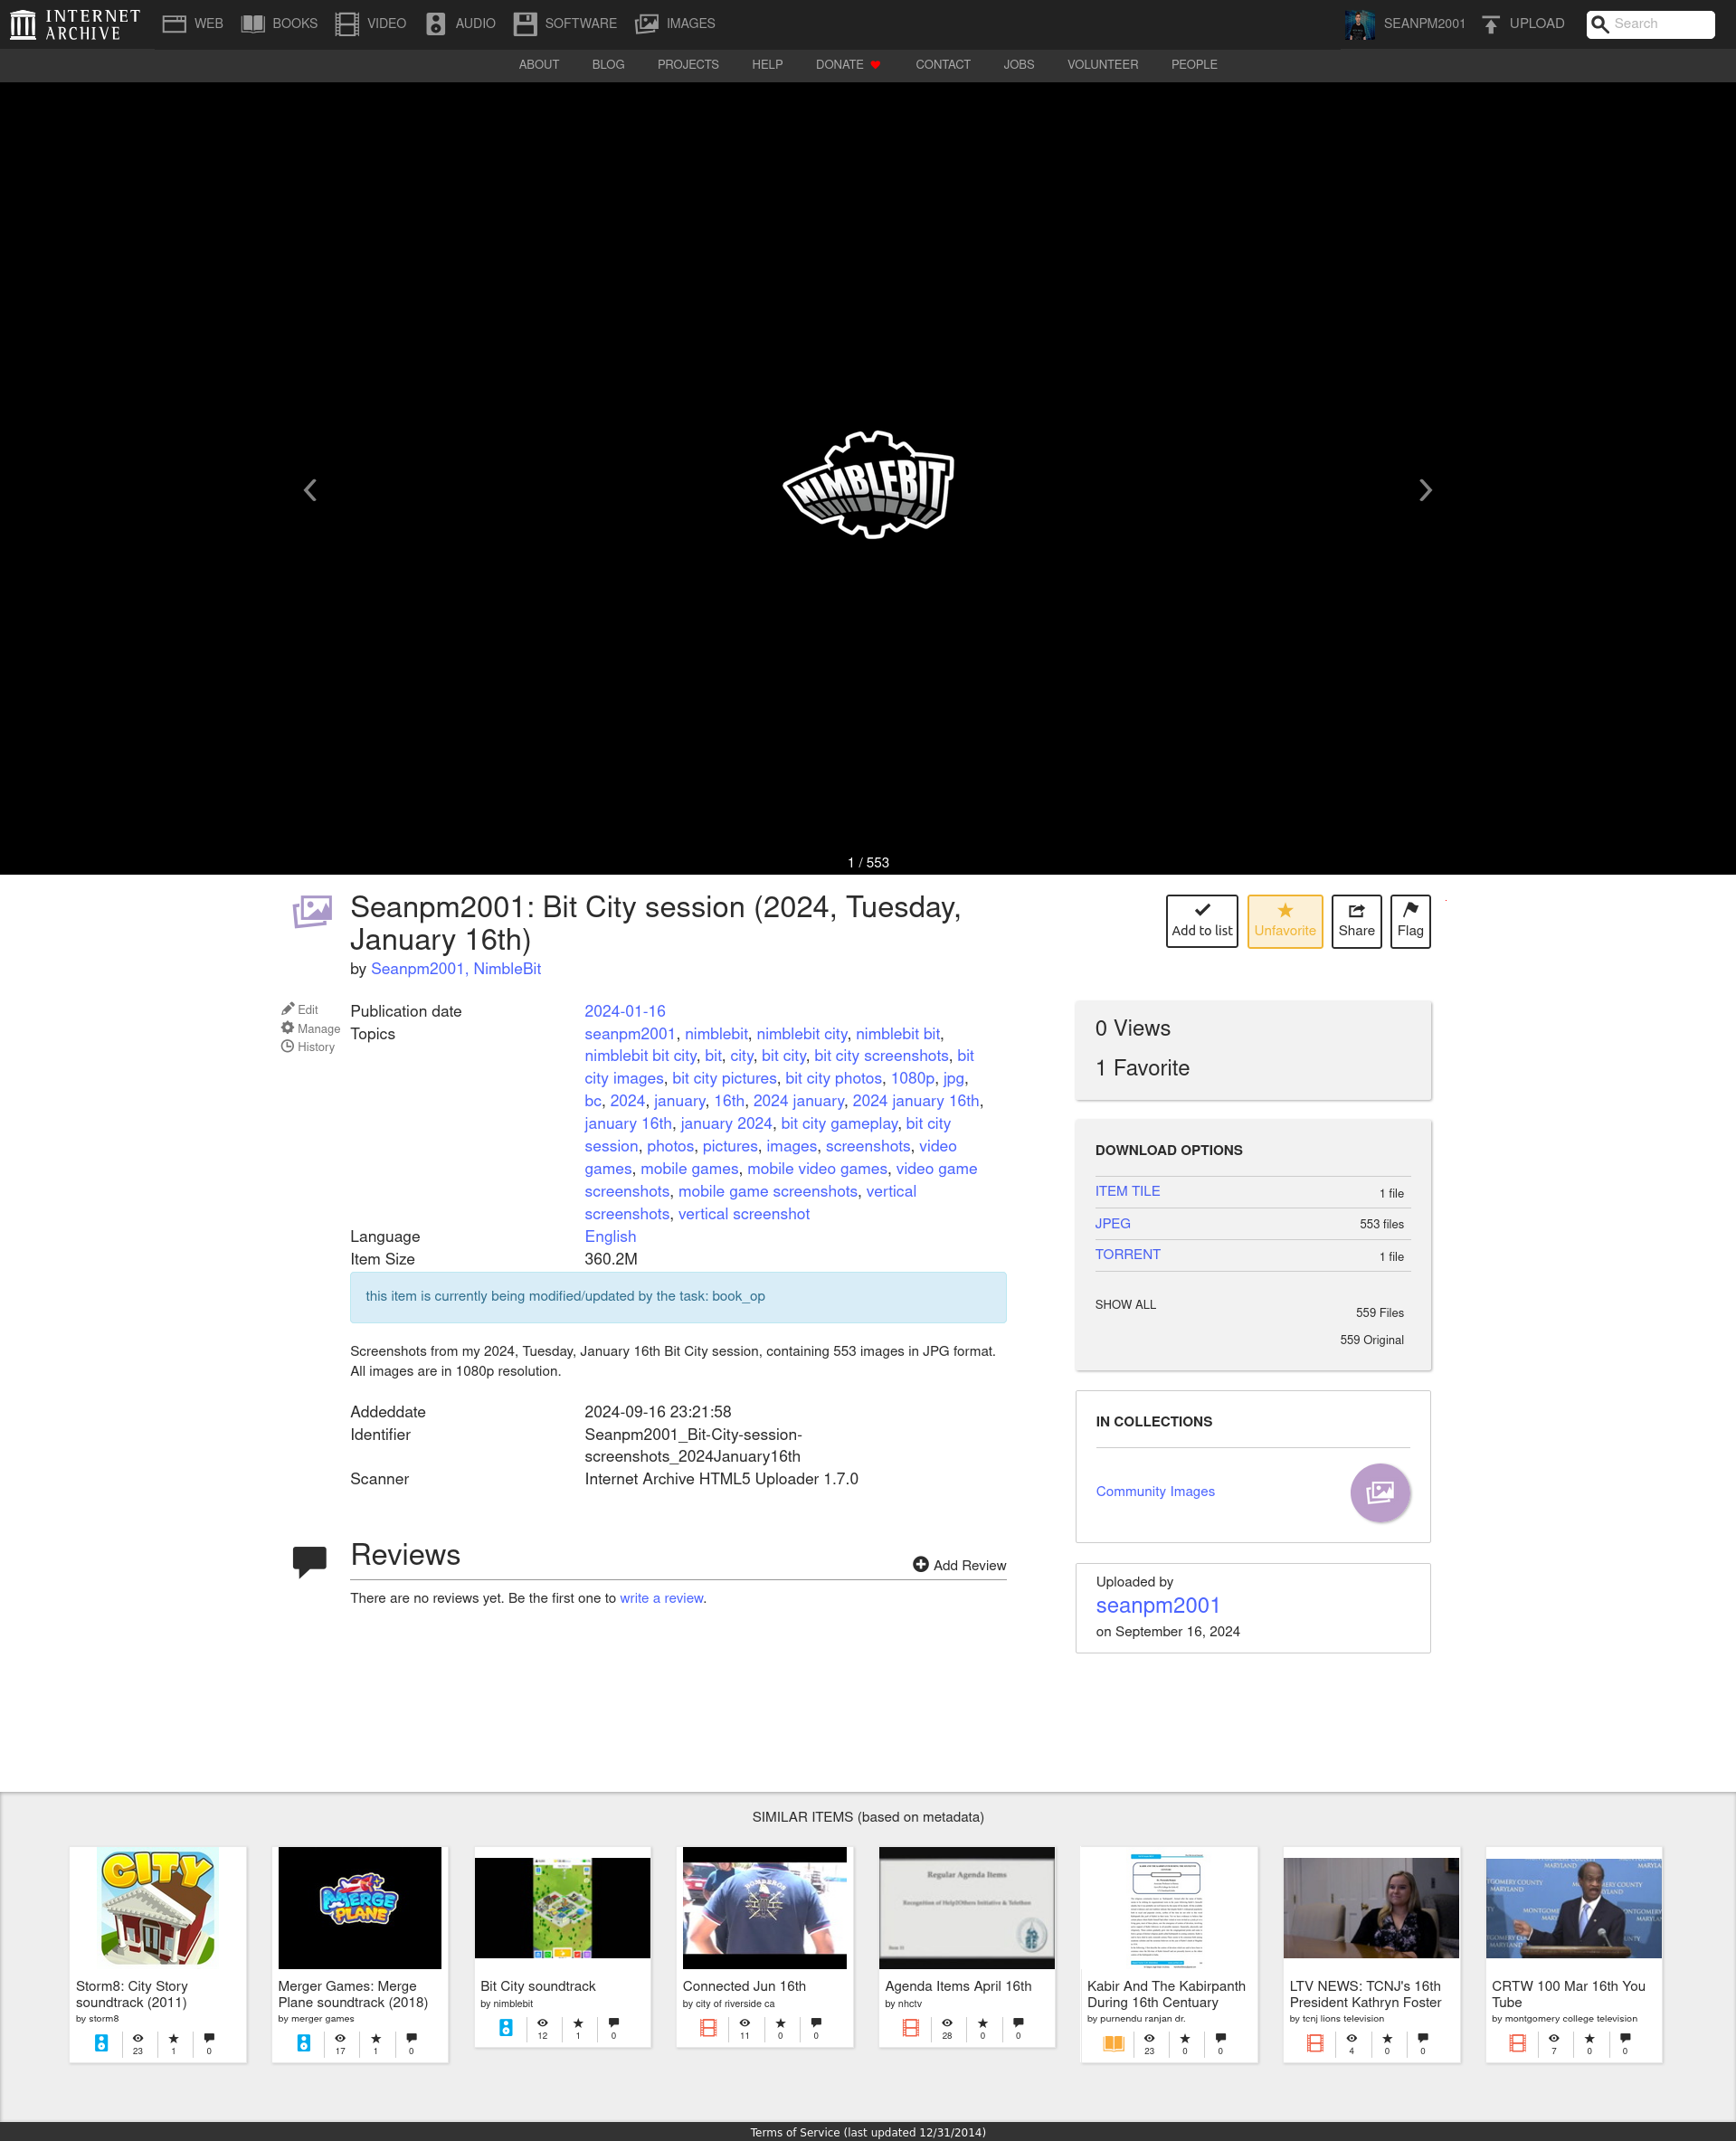 INTERNET ARCHIVE
WEB
BOOKS
VIDEO
AUDIO
SOFTWARE
IMAGES
SEANPM2001
UPLOAD
Search
ABOUT
BLOG
PROJECTS
HELP
DONATE
CONTACT
JOBS
VOLUNTEER
PEOPLE
NIMBLEBIT
1 / 553
Seanpm2001: Bit City session (2024, Tuesday,
January 16th)
by Seanpm2001, NimbleBit
Add to list
Unfavorite
Share
Flag
Edit
Manage
History
Publication date 2024-01-16
Topics seanpm2001, nimblebit, nimblebit city, nimblebit bit,
nimblebit bit city, bit, city, bit city, bit city screenshots, bit
city images, bit city pictures, bit city photos, 1080p, jpg,
bc, 2024, january, 16th, 2024 january, 2024 january 16th,
january 16th, january 2024, bit city gameplay, bit city
session, photos, pictures, images, screenshots, video
games, mobile games, mobile video games, video game
screenshots, mobile game screenshots, vertical
screenshots, vertical screenshot
Language English
Item Size 360.2M
this item is currently being modified/updated by the task: book_op
Screenshots from my 2024, Tuesday, January 16th Bit City session, containing 553 images in JPG format.
All images are in 1080p resolution.
Addeddate 2024-09-16 23:21:58
Identifier Seanpm2001_Bit-City-session-
screenshots_2024January16th
Scanner Internet Archive HTML5 Uploader 1.7.0
Reviews
Add Review
There are no reviews yet. Be the first one to write a review.
0 Views
1 Favorite
DOWNLOAD OPTIONS
ITEM TILE 1 file
JPEG 553 files
TORRENT 1 file
SHOW ALL 559 Files
559 Original
IN COLLECTIONS
Community Images
Uploaded by
seanpm2001
on September 16, 2024
SIMILAR ITEMS (based on metadata)
CITY
Storm8: City Story
soundtrack (2011)
by storm8
23 1 0
MERGE
PLANE
Merger Games: Merge
Plane soundtrack (2018)
by merger games
17 1 0
Bit City soundtrack
by nimblebit
12 1 0
BOMBEROS
Connected Jun 16th
by city of riverside ca
11 0 0
Regular Agenda Items
Agenda Items April 16th
by nhctv
28 0 0
Kabir And The Kabirpanth
During 16th Centuary
by purnendu ranjan dr.
23 0 0
LTV NEWS: TCNJ's 16th
President Kathryn Foster
by tcnj lions television
4 0 0
MONTGOMERY COUNTY
MARYLAND
CRTW 100 Mar 16th You
Tube
by montgomery college television
7 0 0
Terms of Service (last updated 12/31/2014)